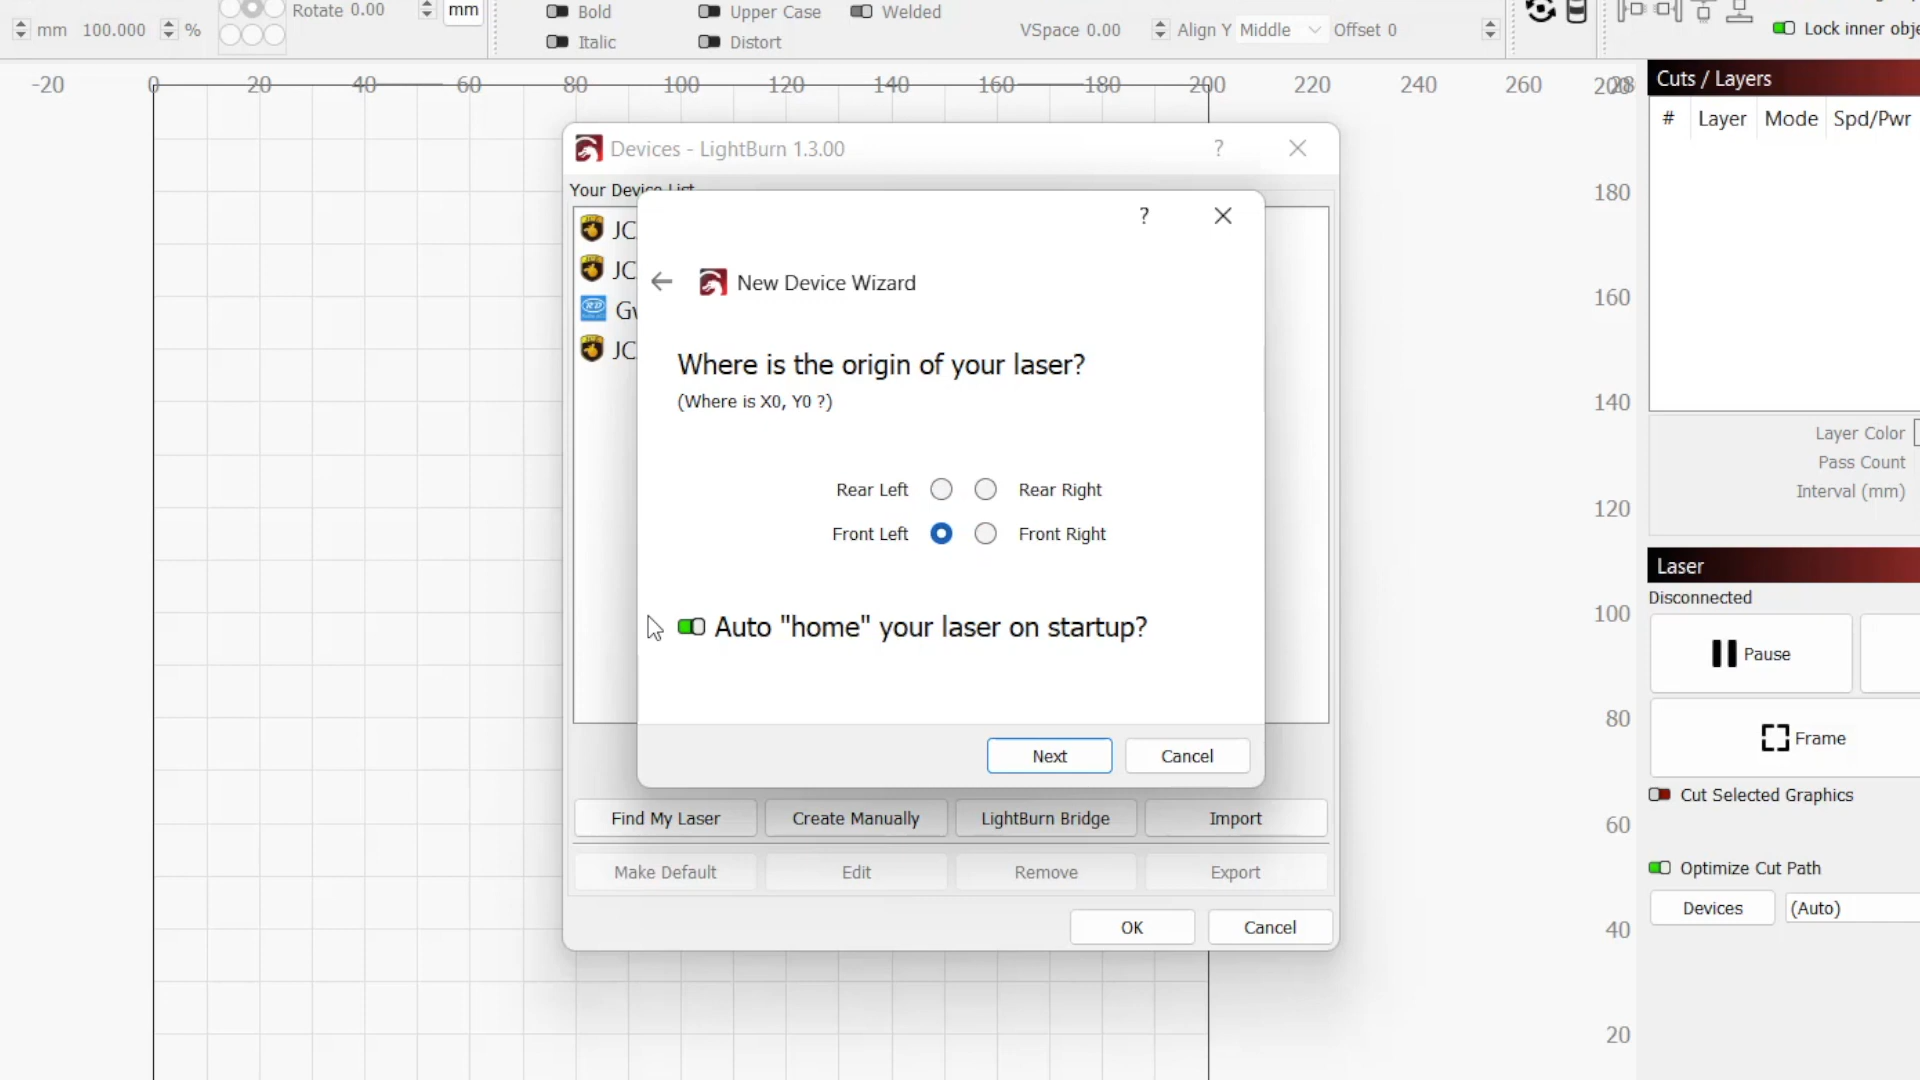 Rotate 0.00 mm Bold Upper Case Welded
mm 100.000 % Italic Distort VSpace 0.00 Align Y Middle Offset 0 Lock inner obje
-20 0 20 40 60 80 100 120 140 160 180 200 220 240 260
Cuts / Layers
# Layer Mode Spd/Pwr
Devices - LightBurn 1.3.00 ?
Your Device List
JC
JC
JC
?
New Device Wizard
Where is the origin of your laser?
(Where is X0, Y0 ?)
Rear Left Rear Right
Front Left Front Right
Auto "home" your laser on startup?
Next Cancel
Find My Laser Create Manually LightBurn Bridge Import
Make Default Edit Remove Export
OK Cancel
180
160
140
120
100
80
60
40
20
Layer Color
Pass Count
Interval (mm)
Laser
Disconnected
Pause
Frame
Cut Selected Graphics
Optimize Cut Path
Devices (Auto)